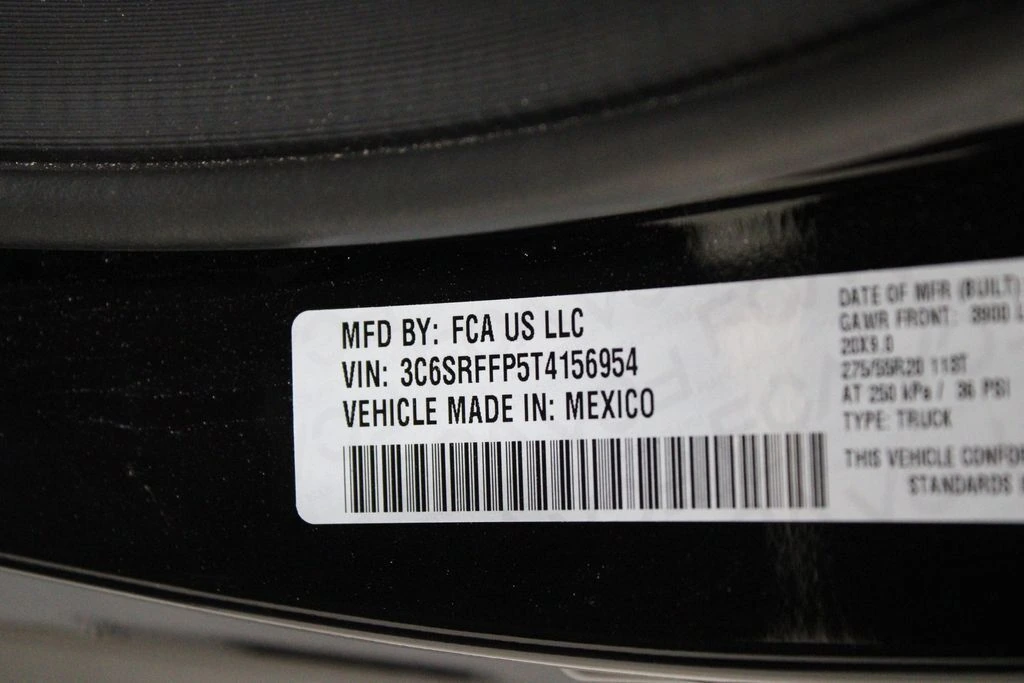 MFD BY: FCA US LLC
VIN: 3C6SRFFP5T4156954
VEHICLE MADE IN: MEXICO
DATE OF MFR (BUILT)
GAWR FRONT: 3900 L
20X9.0
275/55R20 113T
AT 250 kPa / 36 PSI
TYPE: TRUCK
THIS VEHICLE CONFO
STANDARDS